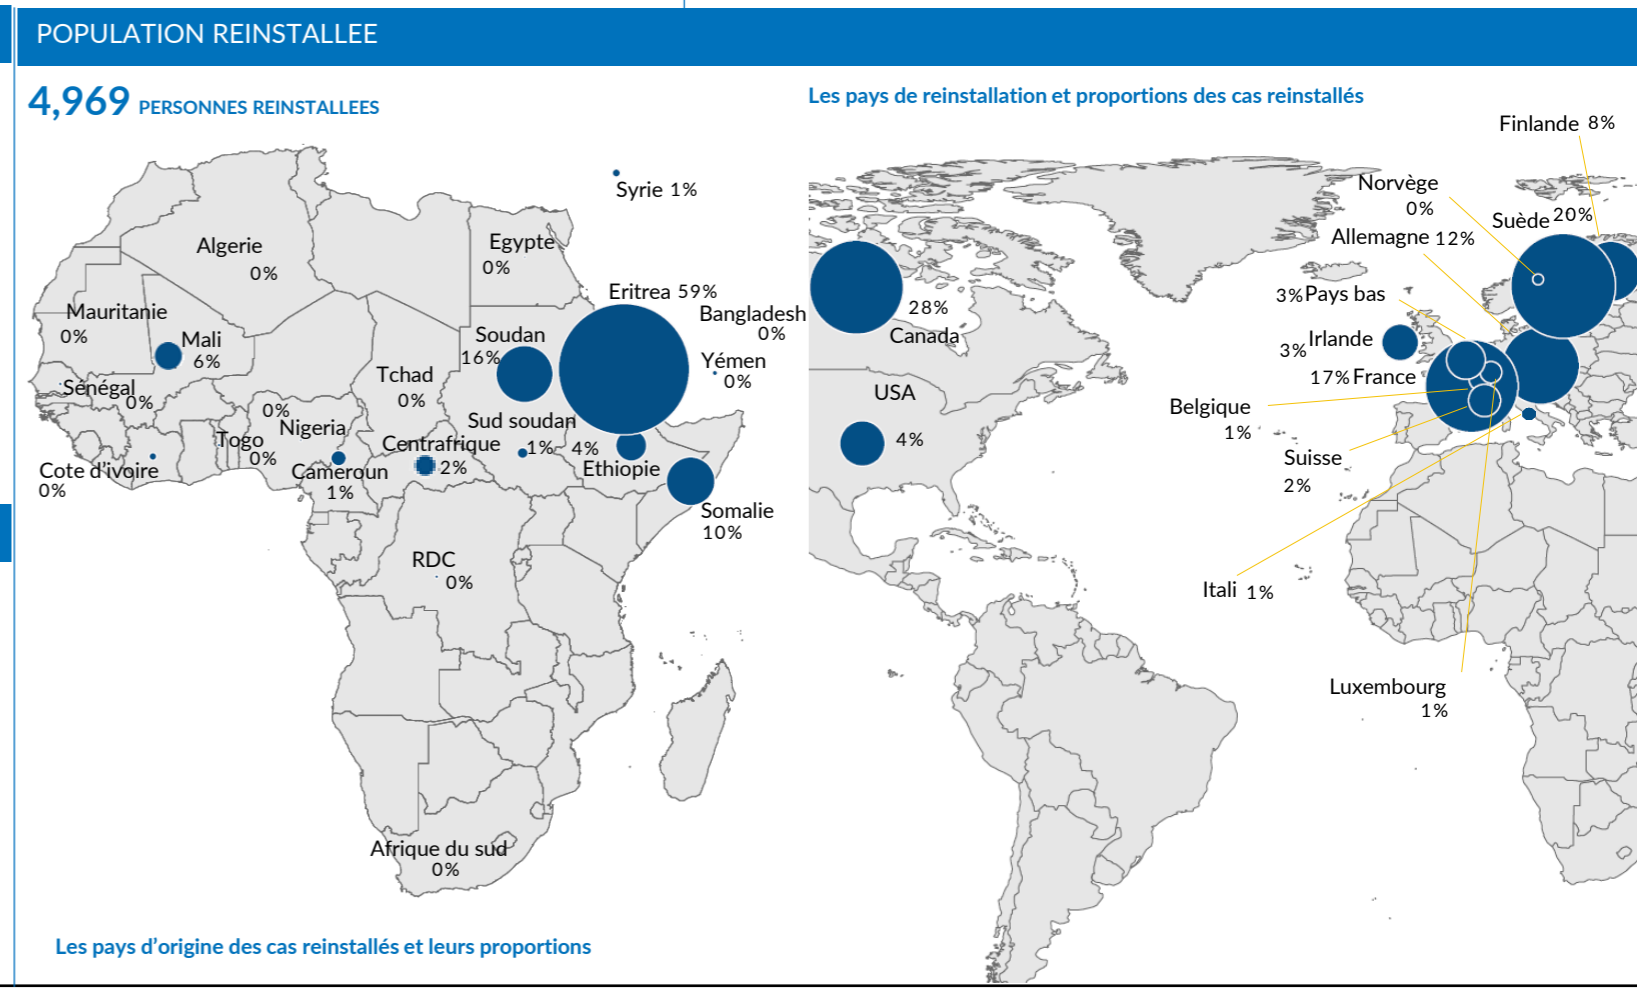 POPULATION REINSTALLEE
4,969 PERSONNES REINSTALLEES
Syrie 1%
Algerie
0%
Egypte
0%
Eritrea 59%
Bangladesh
0%
Mauritanie
0%
Mali
6%
Soudan
16%
Yémen
0%
Tchad
0%
Sénégal
0%
0%
Nigeria
Togo
0%
Sud soudan
1%
4%
Ethiopie
Centrafrique
2%
Cote d'ivoire
0%
Cameroun
1%
Somalie
10%
RDC
0%
Afrique du sud
0%
Les pays d'origine des cas reinstallés et leurs proportions
Les pays de reinstallation et proportions des cas reinstallés
Finlande 8%
Norvège
0%
Suède 20%
Allemagne 12%
3% Pays bas
28%
Canada
3% Irlande
17% France
USA
4%
Belgique
1%
Suisse
2%
Itali 1%
Luxembourg
1%